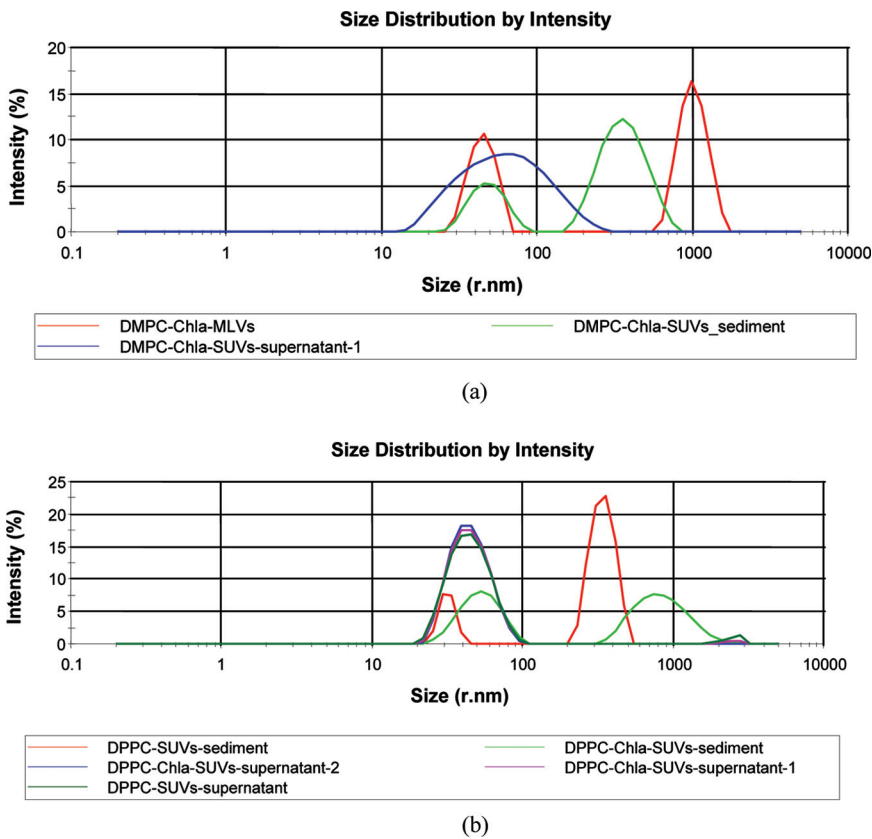 Size Distribution by Intensity
20
15
10
5
0
Intensity (%)
0.1 1 10 100 1000 10000
Size (r.nm)
DMPC-Chla-MLVs DMPC-Chla-SUVs_sediment
DMPC-Chla-SUVs-supernatant-1
(a)
Size Distribution by Intensity
25
20
15
10
5
0
Intensity (%)
0.1 1 10 100 1000 10000
Size (r.nm)
DPPC-SUVs-sediment DPPC-Chla-SUVs-sediment
DPPC-Chla-SUVs-supernatant-2 DPPC-Chla-SUVs-supernatant-1
DPPC-SUVs-supernatant
(b)